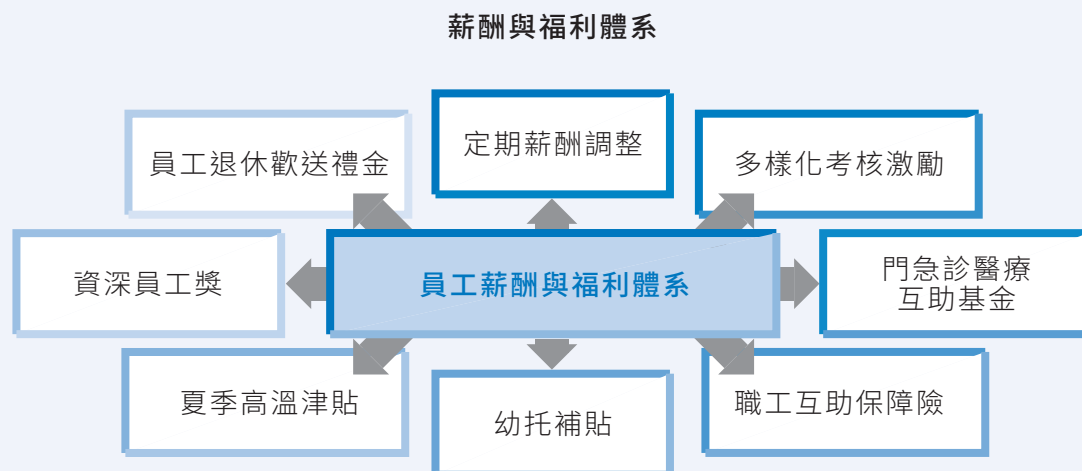 薪酬與福利體系
員工退休歡送禮金
定期薪酬調整
多樣化考核激勵
資深員工獎
員工薪酬與福利體系
門急診醫療
互助基金
夏季高溫津貼
幼托補貼
職工互助保障險